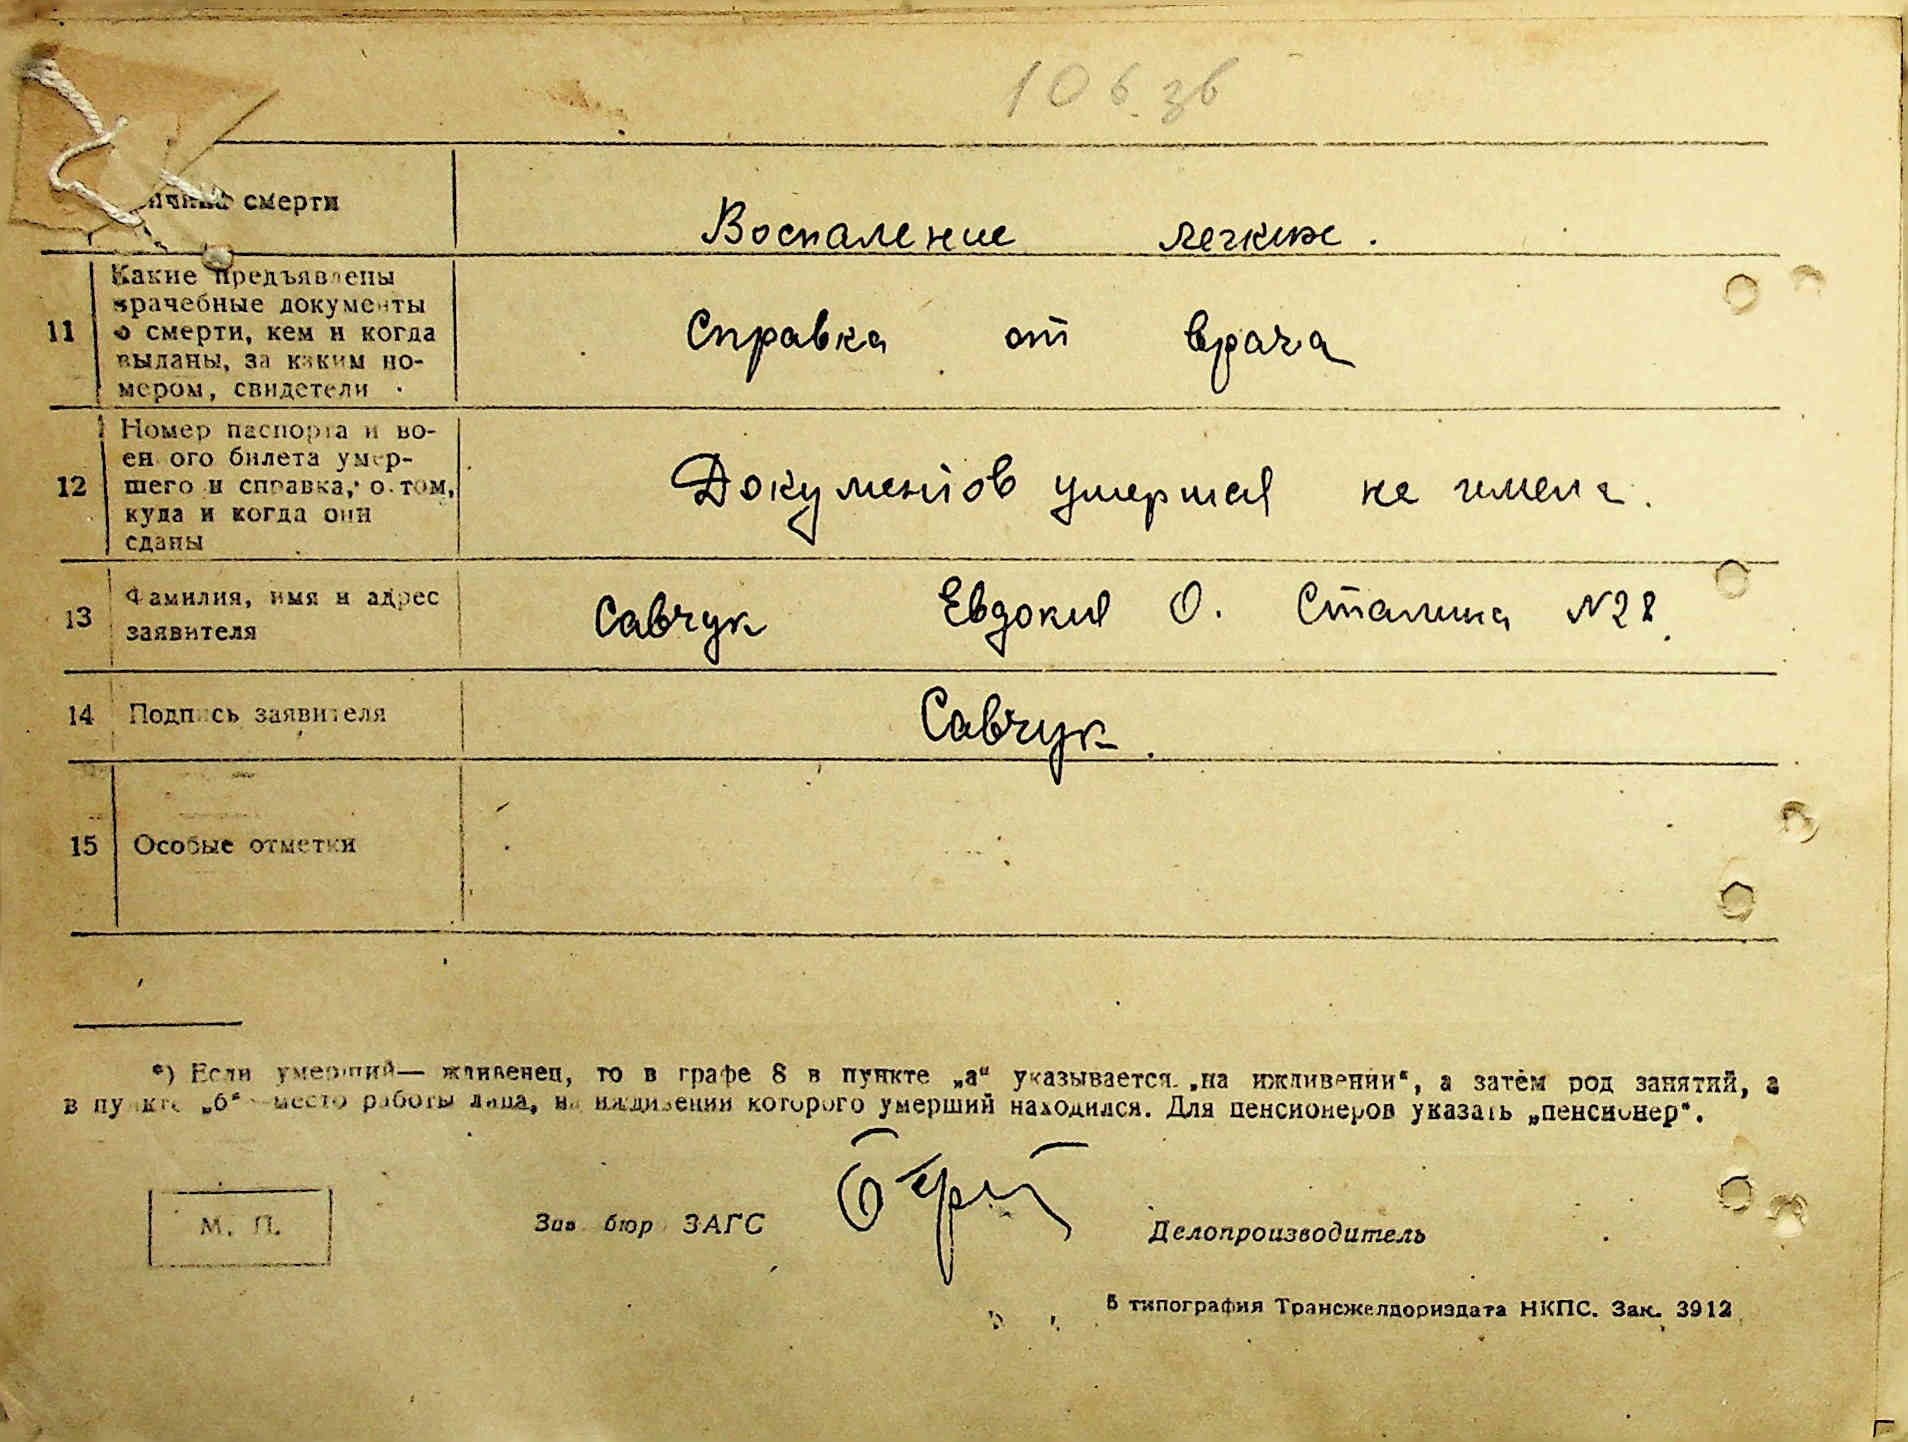 106 зв
смерти
Воспаление легких.
11
Какие предъявлены
врачебные документы
о смерти, кем и когда
выданы, за каким но-
мером, свидетели
Справка от врача
12
Номер паспорта и во-
енного билета умер-
шего и справка, о том,
куда и когда они
сданы
Документов умершая не имела.
13
Фамилия, имя и адрес
заявителя
Савчук Евдокия О. Сталина N28.
14
Подпись заявителя
Савчук.
15
Особые отметки
*) Если умерший— иждивенец, то в графе 8 в пункте „а“ указывается „на иждивении“, а затем род занятий, а
в пункте „б“ место работы лица, на иждивении которого умерший находился. Для пенсионеров указать „пенсионер“.
М. П.
Зав бюр ЗАГС
Делопроизводитель
5 типография Трансжелдориздата НКПС. Зак. 3912